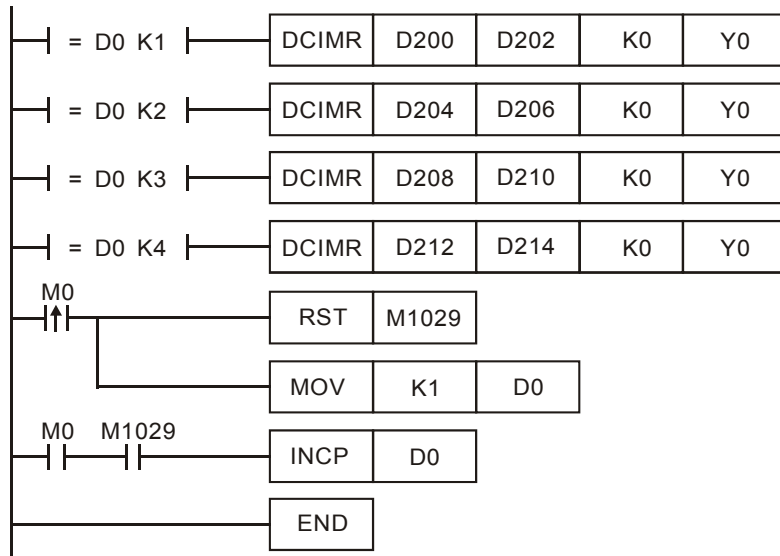 = D0 K1 DCIMR D200 D202 K0 Y0
= D0 K2 DCIMR D204 D206 K0 Y0
= D0 K3 DCIMR D208 D210 K0 Y0
= D0 K4 DCIMR D212 D214 K0 Y0
M0
RST M1029
MOV K1 D0
M0 M1029
INCP D0
END